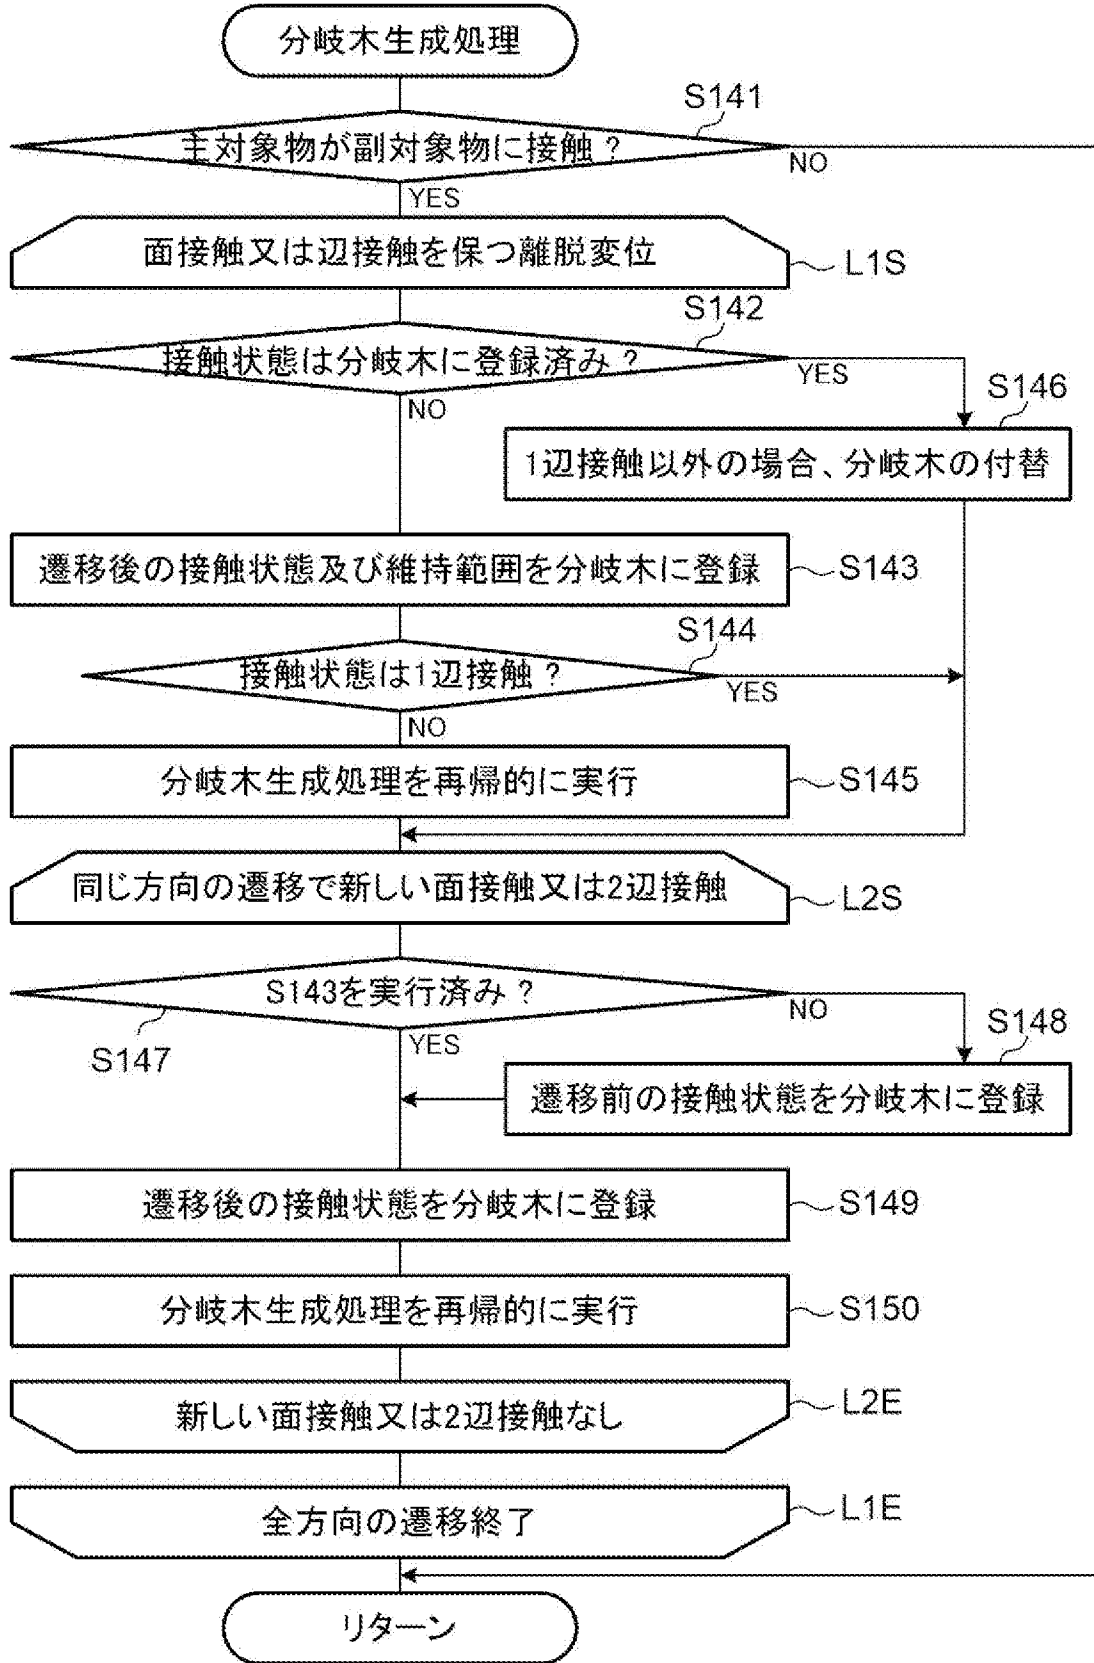 分岐木生成処理
S141
主対象物が副対象物に接触？
NO
YES
面接触又は辺接触を保つ離脱変位
L1S
S142
接触状態は分岐木に登録済み？
YES
NO
S146
1辺接触以外の場合、分岐木の付替
遷移後の接触状態及び維持範囲を分岐木に登録
S143
S144
接触状態は1辺接触？
YES
NO
分岐木生成処理を再帰的に実行
S145
同じ方向の遷移で新しい面接触又は2辺接触
L2S
S143を実行済み？
NO
YES
S147
S148
遷移前の接触状態を分岐木に登録
遷移後の接触状態を分岐木に登録
S149
分岐木生成処理を再帰的に実行
S150
新しい面接触又は2辺接触なし
L2E
全方向の遷移終了
L1E
リターン